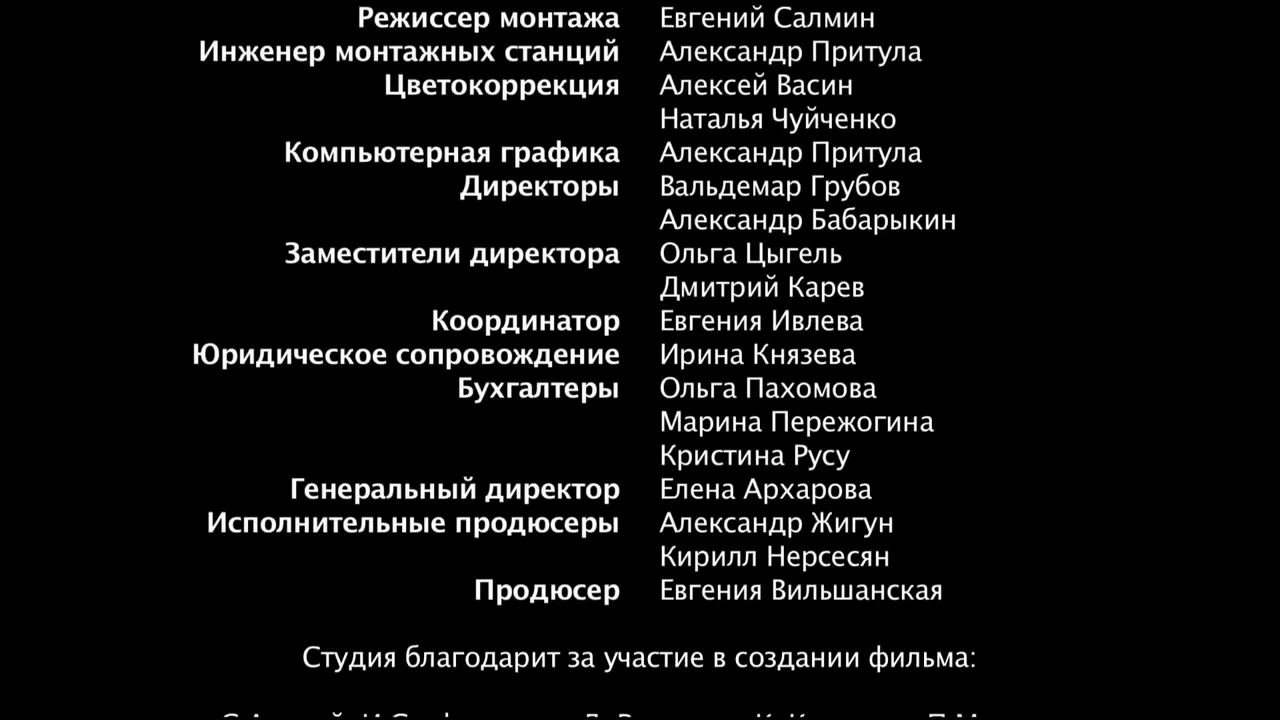 Режиссер монтажа Евгений Салмин
Инженер монтажных станций Александр Притула
Цветокоррекция Алексей Васин
Наталья Чуйченко
Компьютерная графика Александр Притула
Директоры Вальдемар Грубов
Александр Бабарыкин
Заместители директора Ольга Цыгель
Дмитрий Карев
Координатор Евгения Ивлева
Юридическое сопровождение Ирина Князева
Бухгалтеры Ольга Пахомова
Марина Пережогина
Кристина Русу
Генеральный директор Елена Архарова
Исполнительные продюсеры Александр Жигун
Кирилл Нерсесян
Продюсер Евгения Вильшанская
Студия благодарит за участие в создании фильма: